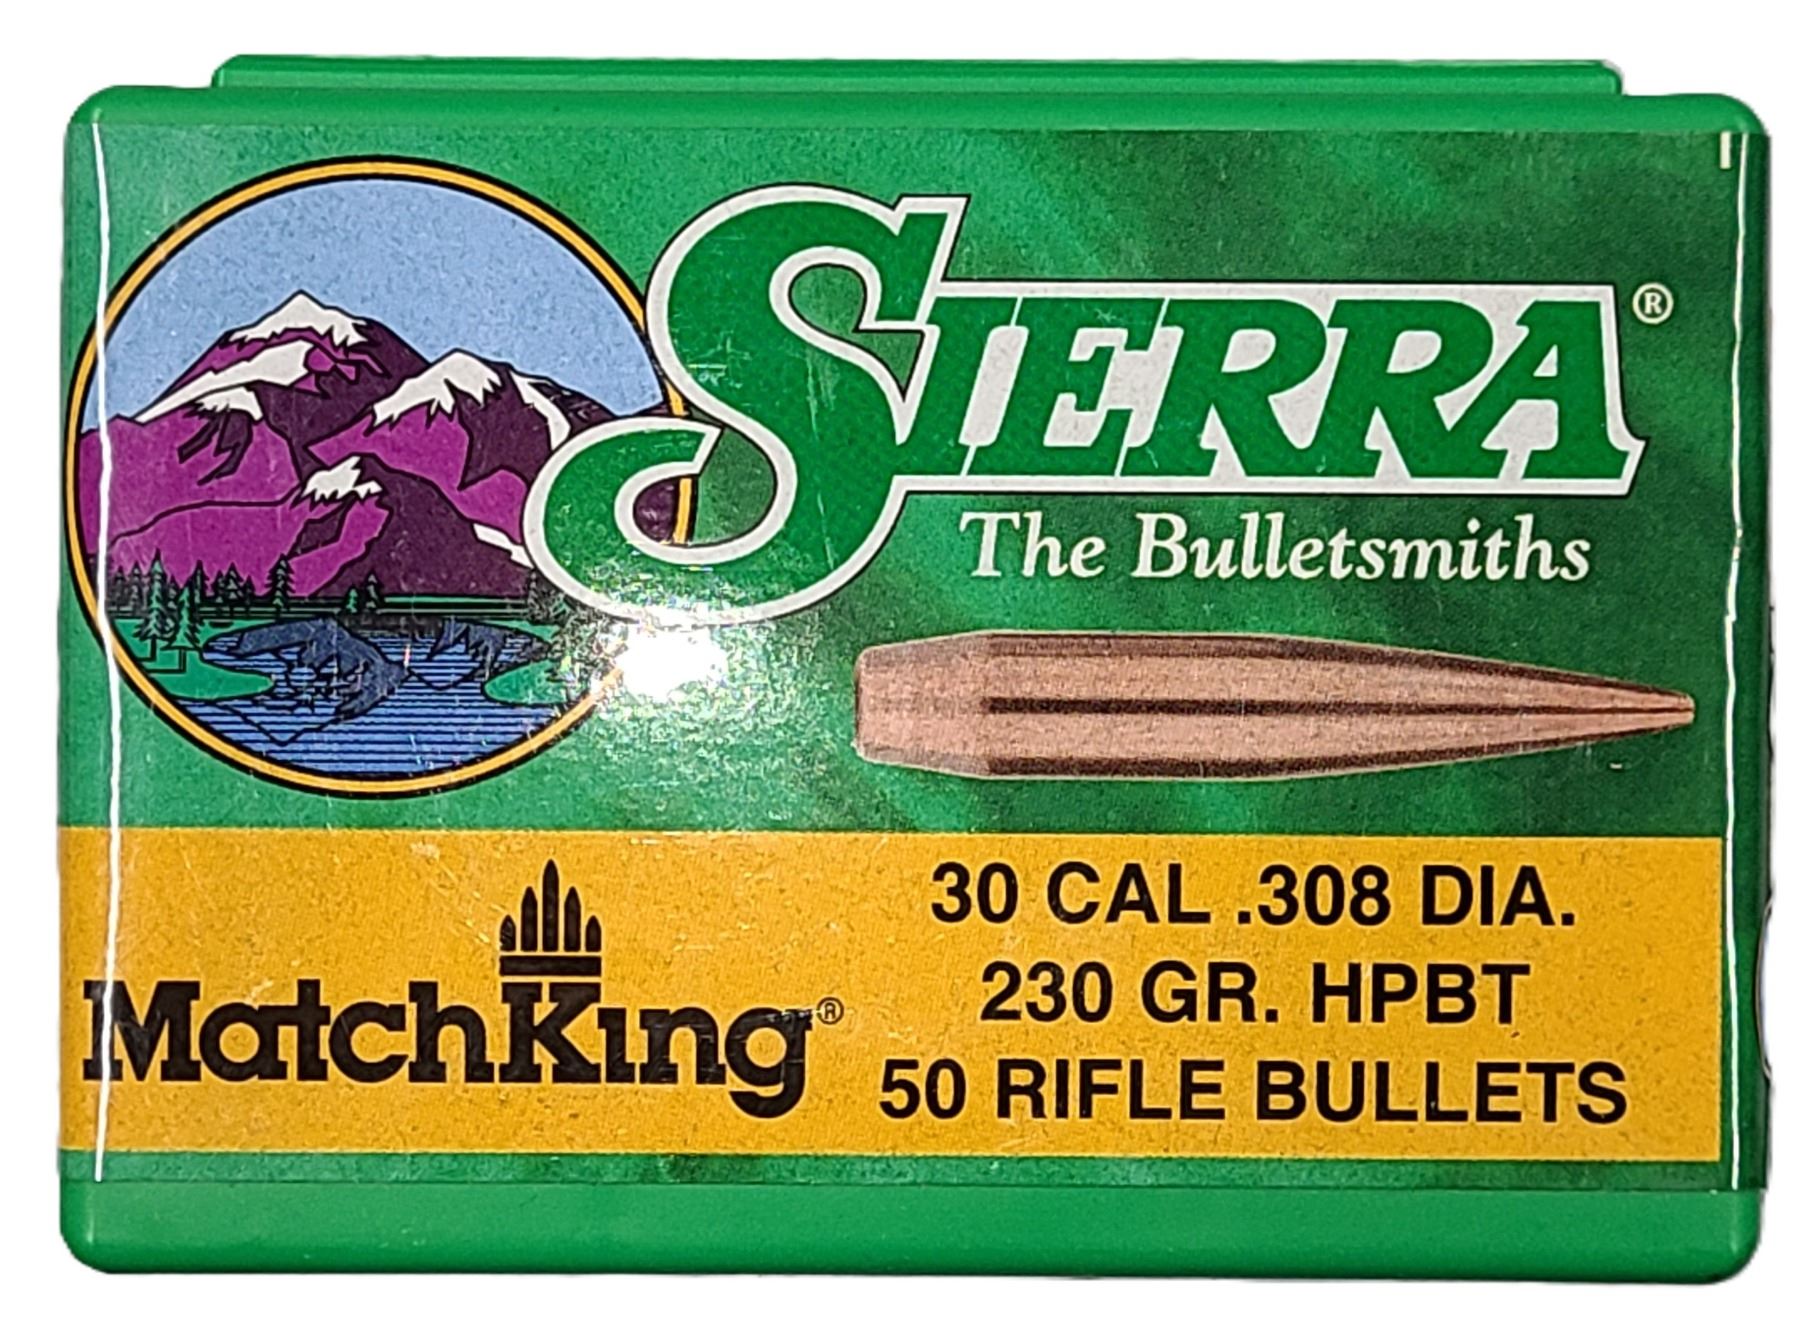 SIERRA®
The Bulletsmiths
MatchKing®
30 CAL .308 DIA.
230 GR. HPBT
50 RIFLE BULLETS